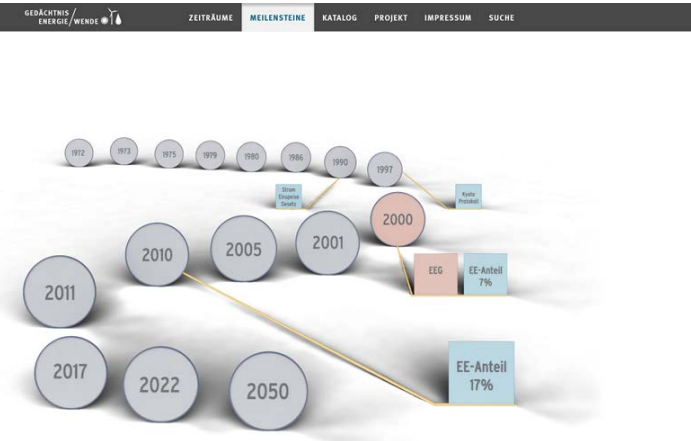 GEDÄCHTNIS
ENERGIE/WENDE
ZEITRÄUME MEILENSTEINE KATALOG PROJEKT IMPRESSUM SUCHE
1972 1973 1975 1979 1980 1986 1990 1997
Strom
Einspeise
Gesetz
Kyoto
Protokoll
2000
2001
2005
2010
EEG
EE-Anteil
7%
2011
EE-Anteil
17%
2017
2022
2050